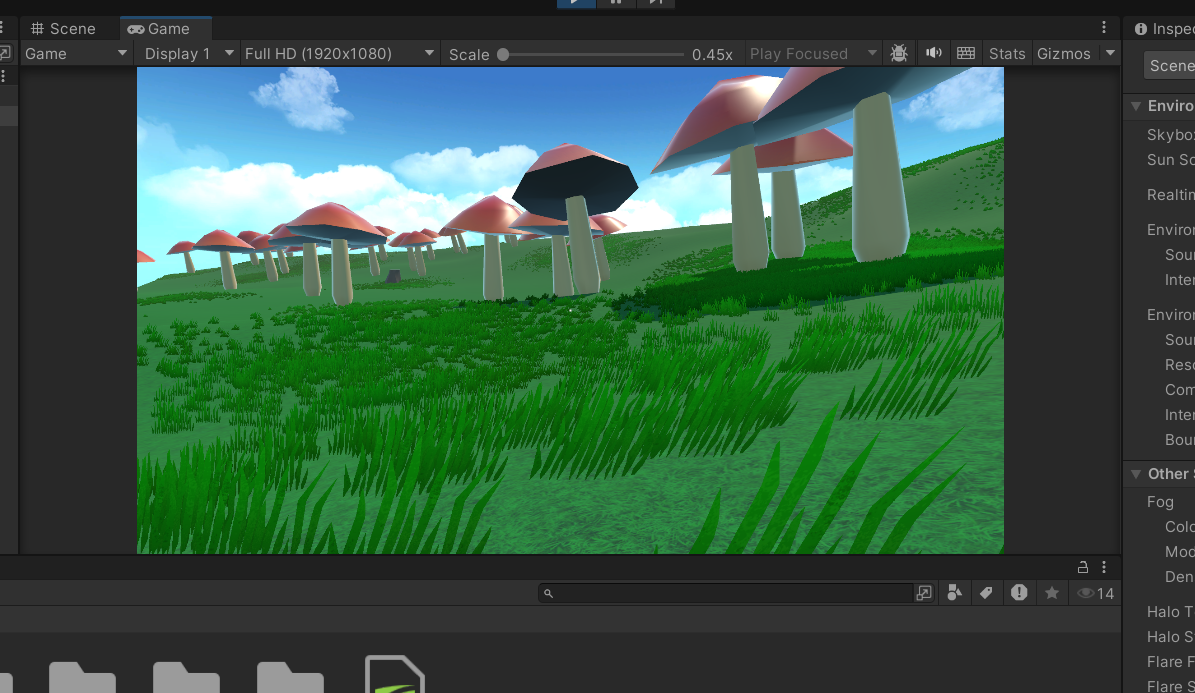 Scene
Game
Inspec
Game
Display 1
Full HD (1920x1080)
Scale
0.45x
Play Focused
Stats
Gizmos
Scene
Enviro
Skybox
Sun So
Realtim
Enviror
Sour
Inter
Enviror
Sour
Reso
Com
Inter
Bour
Other S
Fog
Colo
Mod
Den
14
Halo T
Halo S
Flare F
Flare S